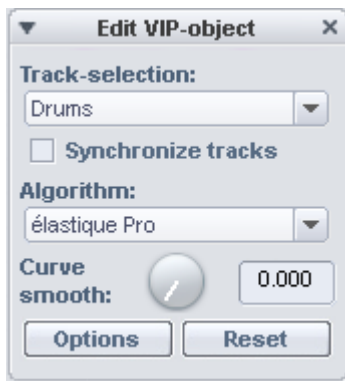 Edit VIP-object
Track-selection:
Drums
Synchronize tracks
Algorithm:
élastique Pro
Curve
smooth:
0.000
Options Reset